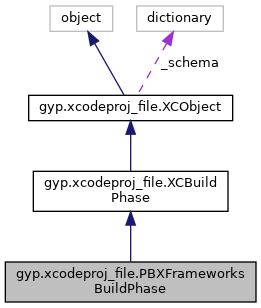 object
dictionary
_schema
gyp.xcodeproj_file.XCObject
gyp.xcodeproj_file.XCBuild
Phase
gyp.xcodeproj_file.PBXFrameworks
BuildPhase